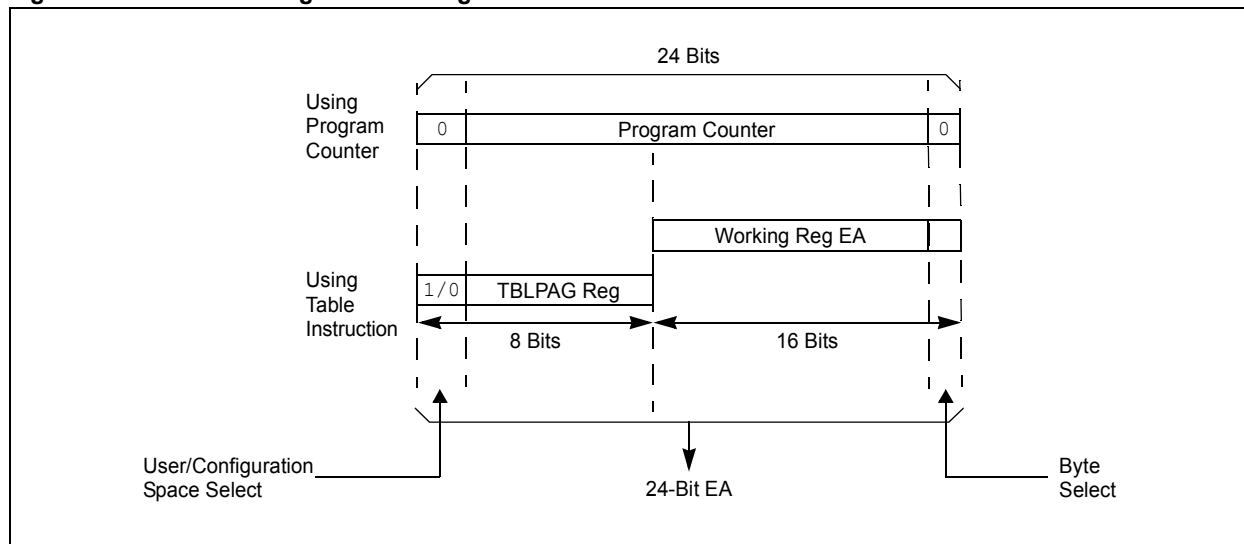 24 Bits
Using
Program
Counter
0
Program Counter
0
Working Reg EA
Using
Table
Instruction
1/0
TBLPAG Reg
8 Bits
16 Bits
User/Configuration
Space Select
24-Bit EA
Byte
Select